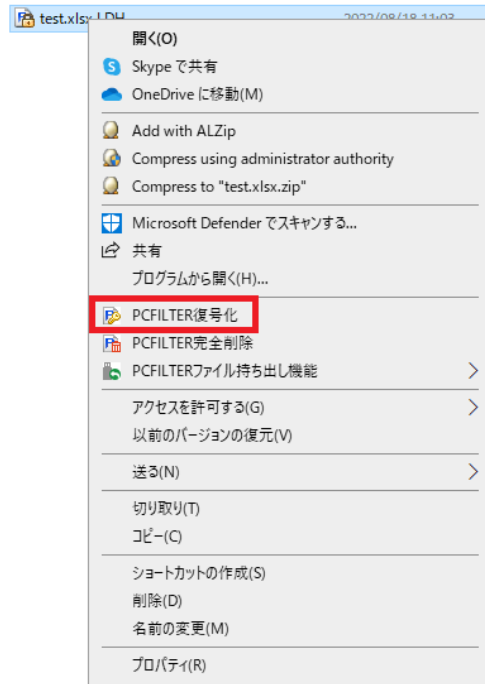 test.xlsx.LDH 2022/08/18 11:03
開く(O)
Skype で共有
OneDrive に移動(M)
Add with ALZip
Compress using administrator authority
Compress to "test.xlsx.zip"
Microsoft Defender でスキャンする...
共有
プログラムから開く(H)...
PCFILTER復号化
PCFILTER完全削除
PCFILTERファイル持ち出し機能
アクセスを許可する(G)
以前のバージョンの復元(V)
送る(N)
切り取り(T)
コピー(C)
ショートカットの作成(S)
削除(D)
名前の変更(M)
プロパティ(R)